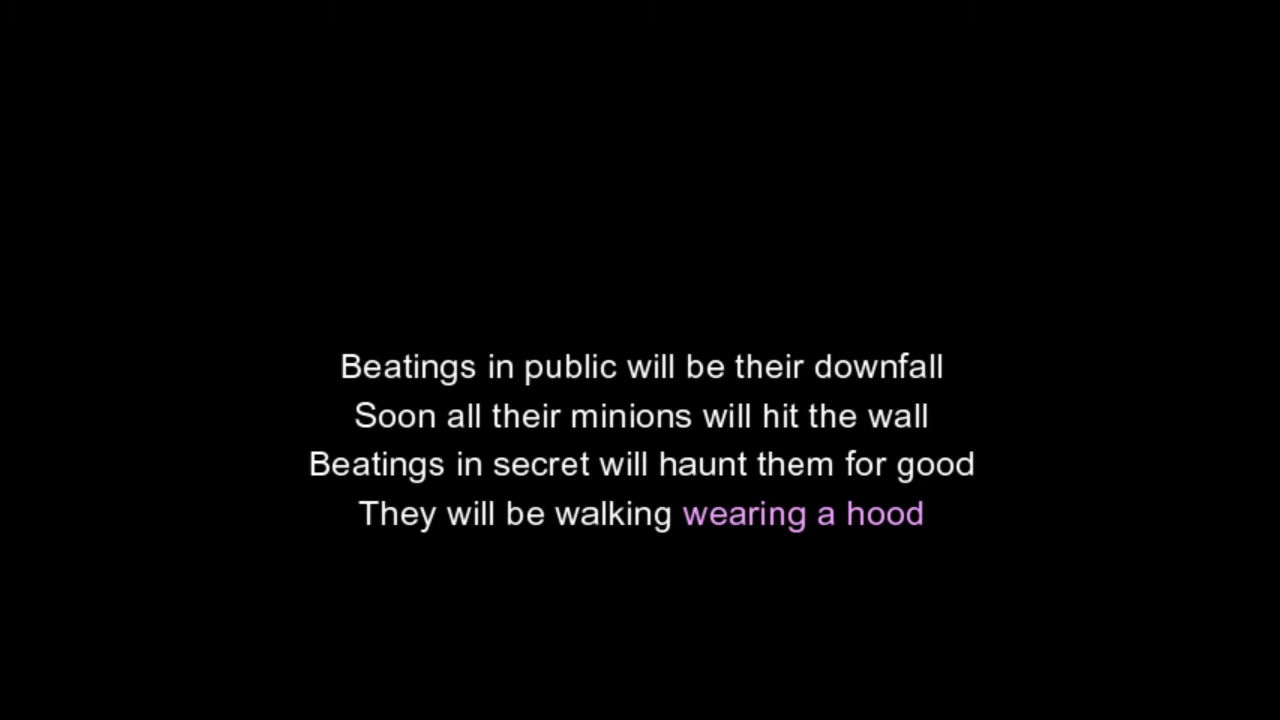 Beatings in public will be their downfall
Soon all their minions will hit the wall
Beatings in secret will haunt them for good
They will be walking wearing a hood